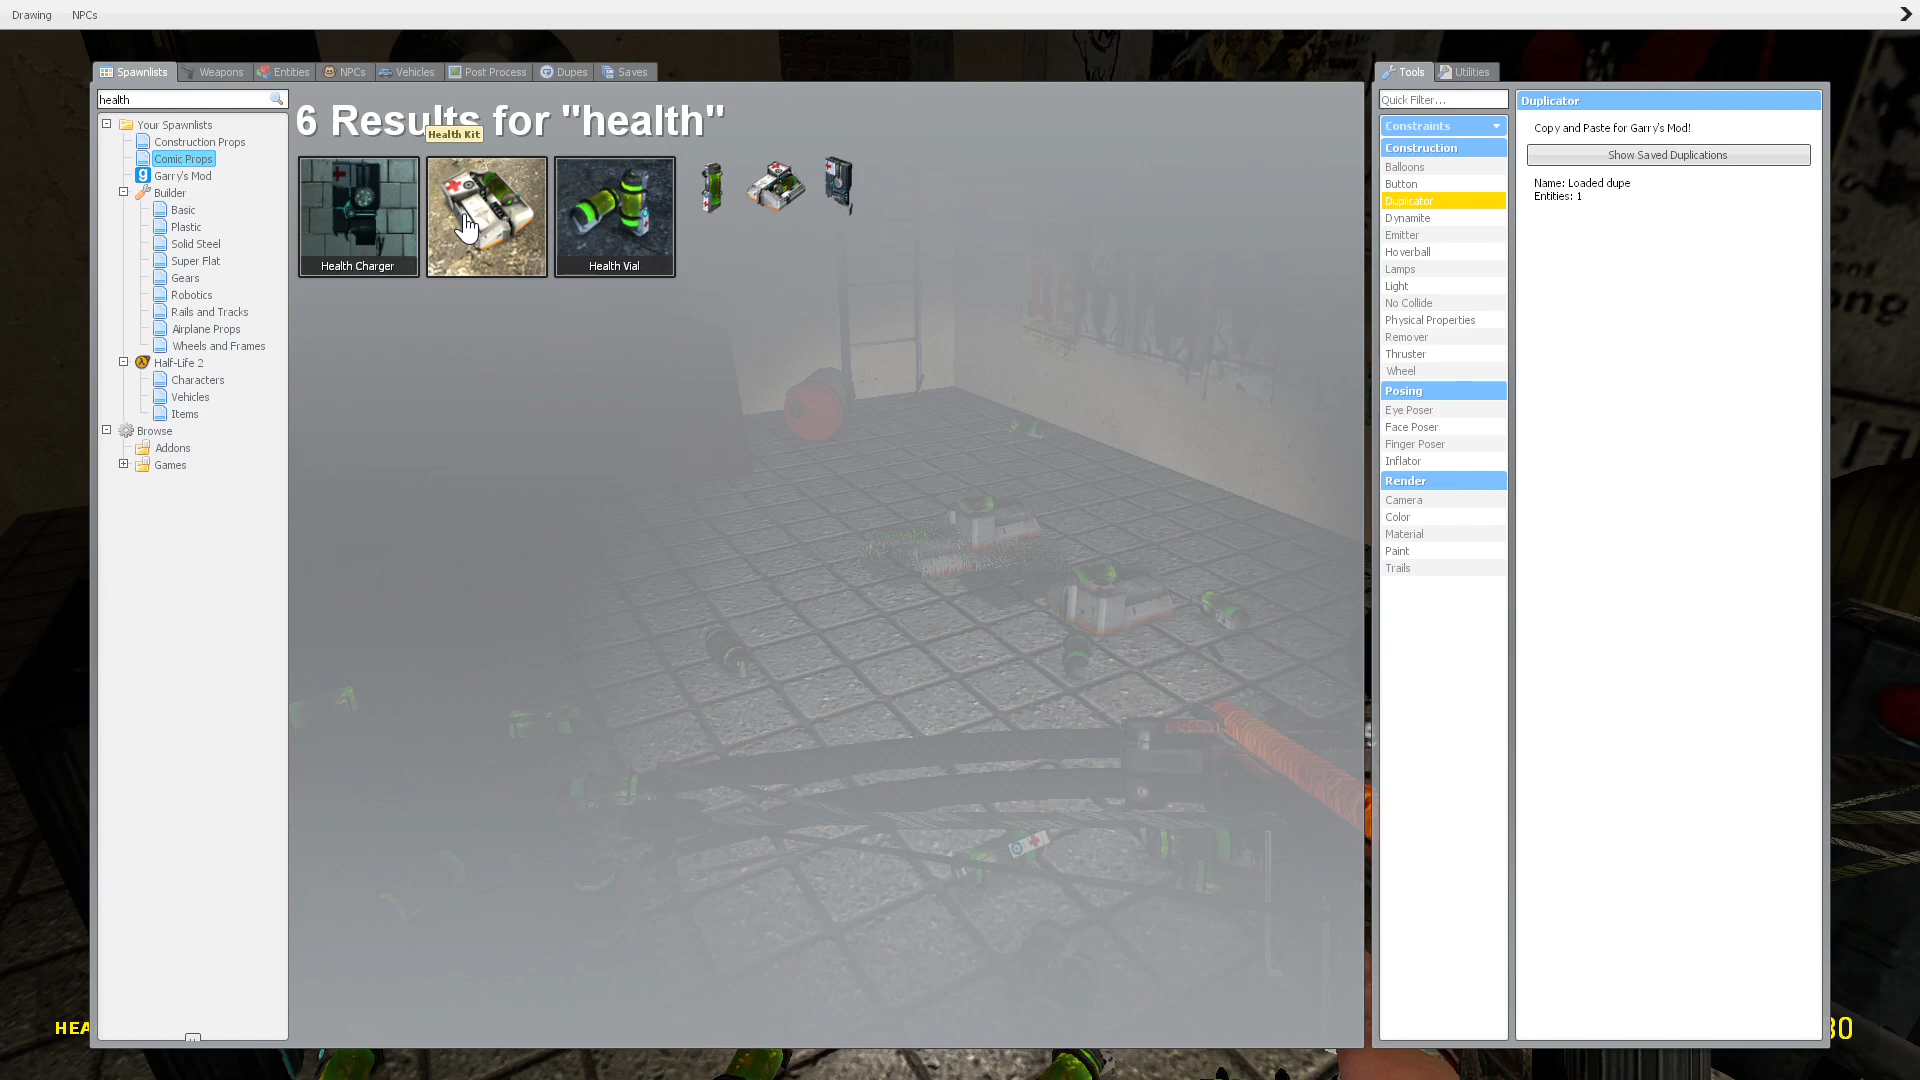 Drawing NPCs
Spawnlists Weapons Entities NPCs Vehicles Post Process Dupes Saves
health
Your Spawnlists
Construction Props
Comic Props
Garry's Mod
Builder
Basic
Plastic
Solid Steel
Super Flat
Gears
Robotics
Rails and Tracks
Airplane Props
Wheels and Frames
Half-Life 2
Characters
Vehicles
Items
Browse
Addons
Games
6 Results for "health"
Health Kit
Health Charger
Health Vial
Tools Utilities
Quick Filter...
Constraints
Construction
Balloons
Button
Duplicator
Dynamite
Emitter
Hoverball
Lamps
Light
No Collide
Physical Properties
Remover
Thruster
Wheel
Posing
Eye Poser
Face Poser
Finger Poser
Inflator
Render
Camera
Color
Material
Paint
Trails
Duplicator
Copy and Paste for Garry's Mod!
Show Saved Duplications
Name: Loaded dupe
Entities: 1
HEA
30